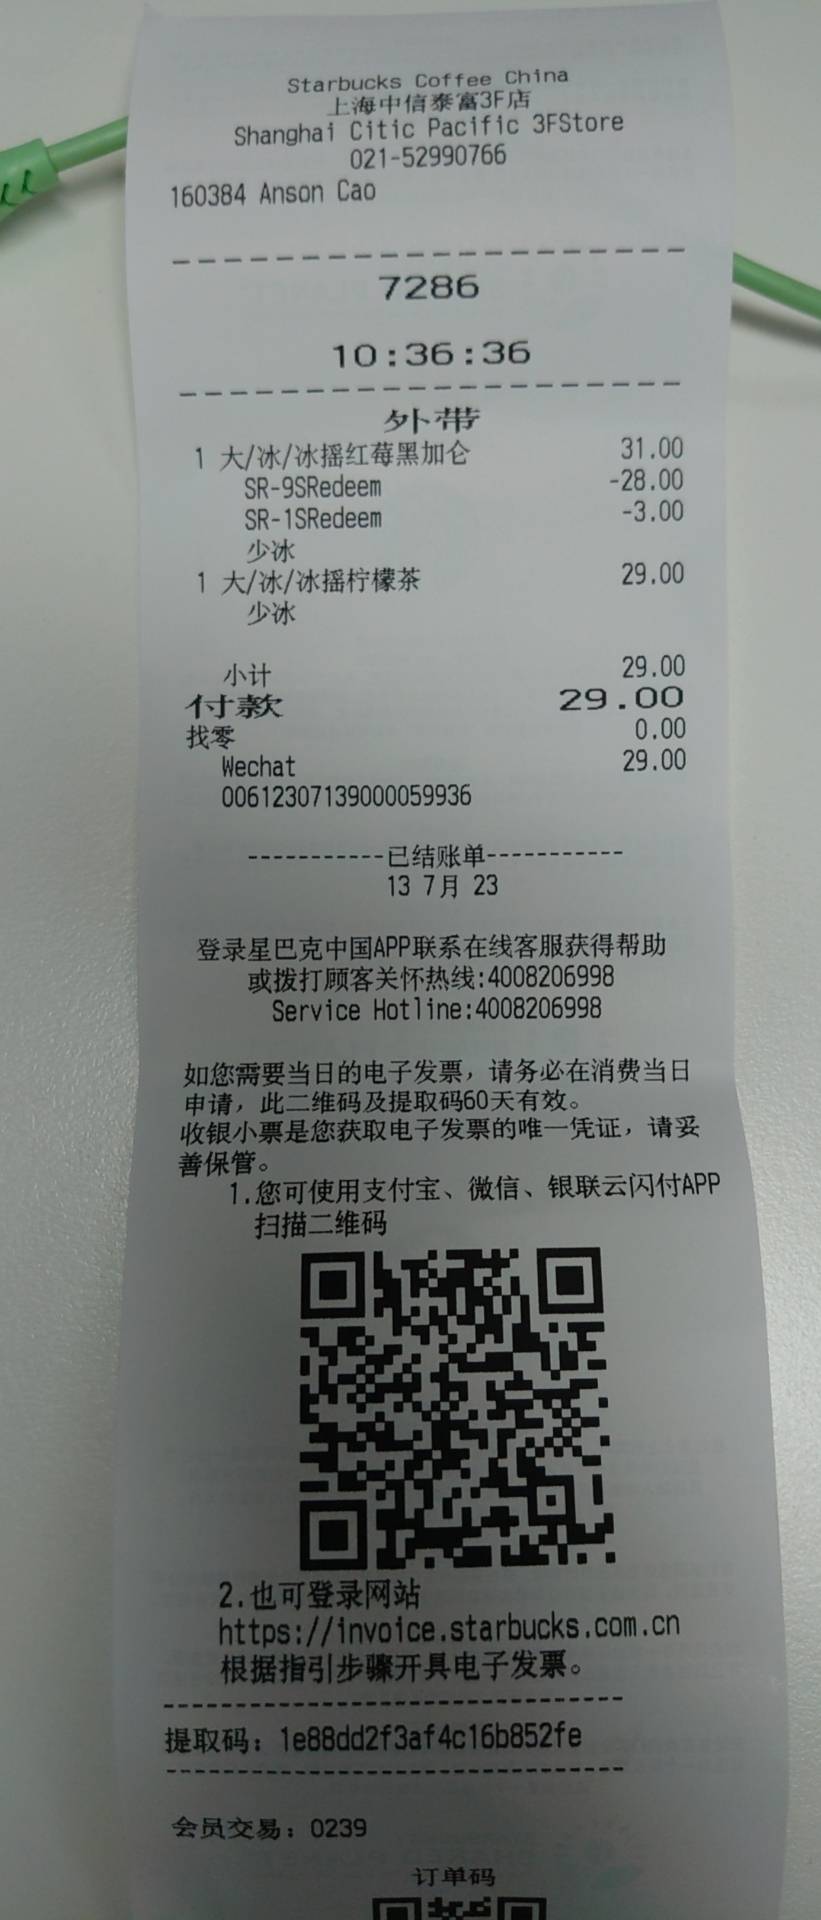 Starbucks Coffee China
上海中信泰富3F店
Shanghai Citic Pacific 3FStore
021-52990766
160384 Anson Cao
7286
10:36:36
外带
1 大/冰/冰摇红莓黑加仑 31.00
SR-9SRedeem -28.00
SR-1SRedeem -3.00
少冰
1 大/冰/冰摇柠檬茶 29.00
少冰
小计 29.00
付款 29.00
找零 0.00
Wechat 29.00
00612307139000059936
-----------已结账单-----------
13 7月 23
登录星巴克中国APP联系在线客服获得帮助
或拨打顾客关怀热线:4008206998
Service Hotline:4008206998
如您需要当日的电子发票，请务必在消费当日
申请，此二维码及提取码60天有效。
收银小票是您获取电子发票的唯一凭证，请妥
善保管。
1.您可使用支付宝、微信、银联云闪付APP
扫描二维码
2.也可登录网站
https://invoice.starbucks.com.cn
根据指引步骤开具电子发票。
提取码：1e88dd2f3af4c16b852fe
会员交易：0239
订单码